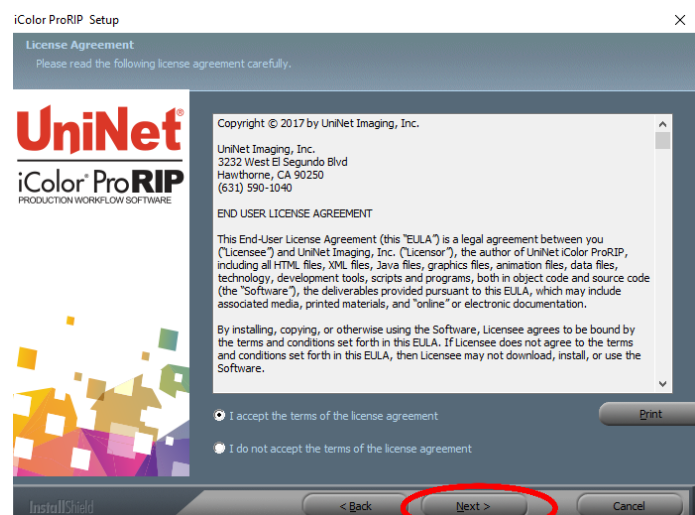 iColor ProRIP Setup
License Agreement
Please read the following license agreement carefully.
UniNet®
iColor® ProRIP
PRODUCTION WORKFLOW SOFTWARE
Copyright © 2017 by UniNet Imaging, Inc.
UniNet Imaging, Inc.
3232 West El Segundo Blvd
Hawthorne, CA 90250
(631) 590-1040
END USER LICENSE AGREEMENT
This End-User License Agreement (this "EULA") is a legal agreement between you
("Licensee") and UniNet Imaging, Inc. ("Licensor"), the author of UniNet iColor ProRIP,
including all HTML files, XML files, Java files, graphics files, animation files, data files,
technology, development tools, scripts and programs, both in object code and source code
(the "Software"), the deliverables provided pursuant to this EULA, which may include
associated media, printed materials, and "online" or electronic documentation.
By installing, copying, or otherwise using the Software, Licensee agrees to be bound by
the terms and conditions set forth in this EULA. If Licensee does not agree to the terms
and conditions set forth in this EULA, then Licensee may not download, install, or use the
Software.
I accept the terms of the license agreement
Print
I do not accept the terms of the license agreement
InstallShield
< Back
Next >
Cancel